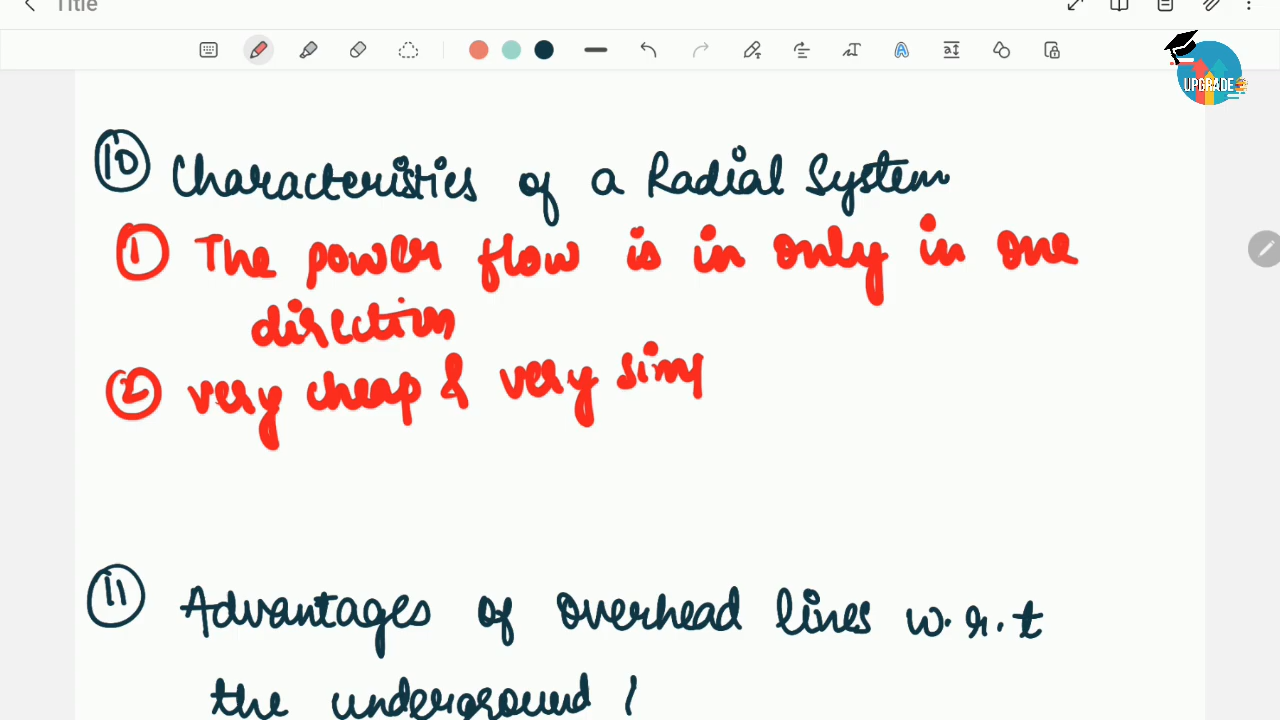 Title
UPGRADE
10 Characteristics of a Radial System
1 The power flow is in only in one
direction
2 very cheap & very simp
11 Advantages of overhead lines w.r.t
the underground